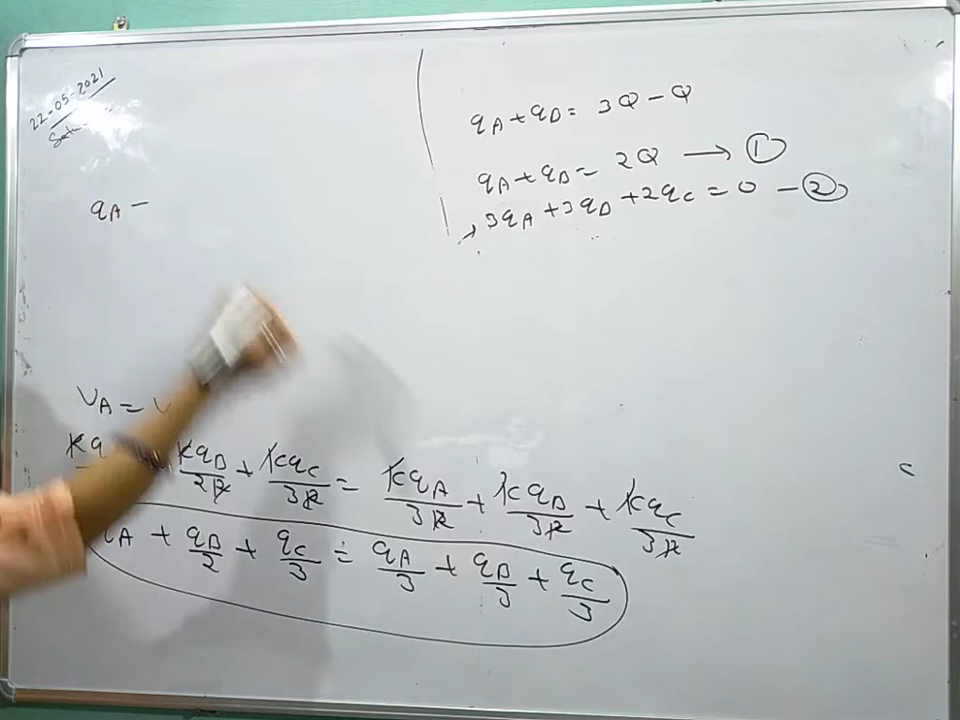 22-05-2021
qA + qB = 3Q - Q
qA + qB = 2Q → ①
→ 3qA + 3qB + 2qC = 0 - ②
qA -
VA = V
kq kqB/2R + kqC/3R = kqA/3R + kqB/3R + kqC/3R
qA + qB/2 + qC/3 = qA/3 + qB/3 + qC/3
c